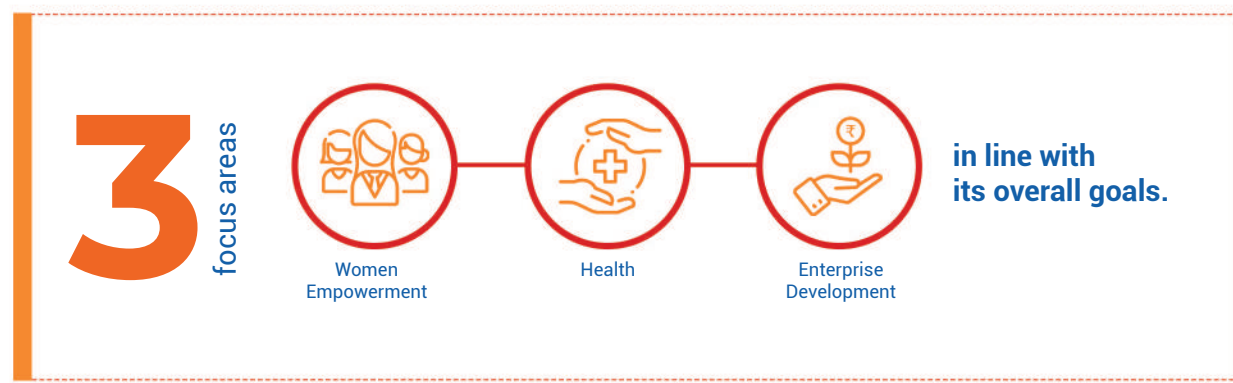 3
focus areas
₹
Women
Empowerment
Health
Enterprise
Development
in line with
its overall goals.